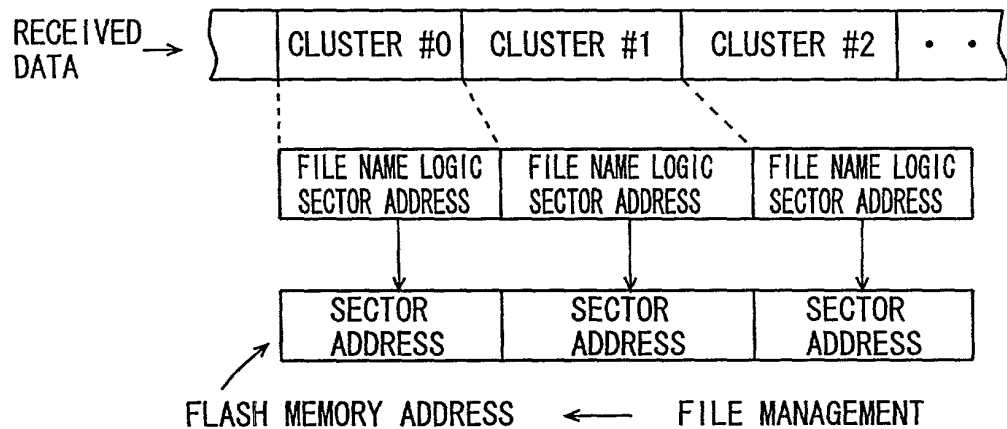 RECEIVED DATA
CLUSTER #0 CLUSTER #1 CLUSTER #2 · ·
FILE NAME LOGIC SECTOR ADDRESS
FILE NAME LOGIC SECTOR ADDRESS
FILE NAME LOGIC SECTOR ADDRESS
SECTOR ADDRESS
SECTOR ADDRESS
SECTOR ADDRESS
FLASH MEMORY ADDRESS FILE MANAGEMENT